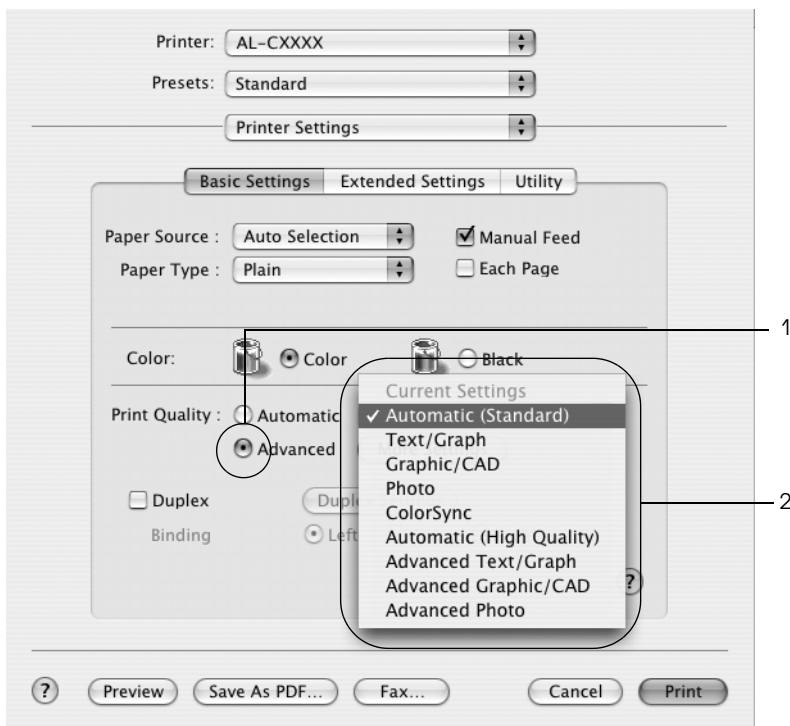 Printer: AL-CXXXX
Presets: Standard
Printer Settings
Basic Settings Extended Settings Utility
Paper Source : Auto Selection Manual Feed
Paper Type : Plain Each Page
1
Color: Color Black
Current Settings
Print Quality : Automatic ✓ Automatic (Standard)
Text/Graph
Advanced
Graphic/CAD
Photo
2
Duplex
ColorSync
Binding Left
Automatic (High Quality)
Advanced Text/Graph
?
Advanced Graphic/CAD
Advanced Photo
? Preview Save As PDF... Fax... Cancel Print